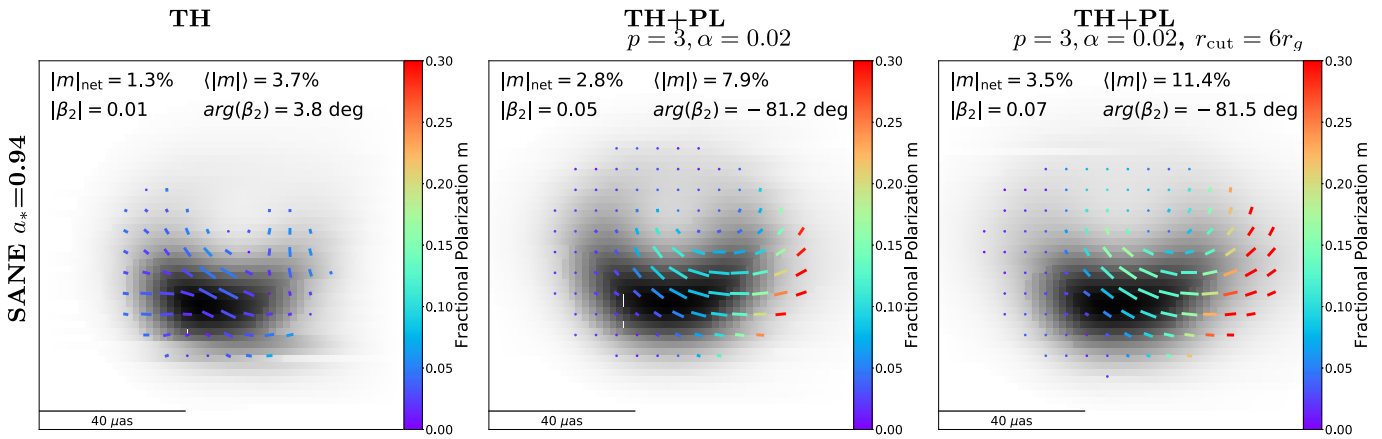 TH
TH+PL
p = 3, α = 0.02
TH+PL
p = 3, α = 0.02, r_cut = 6r_g
SANE a_*=0.94
|m|_net = 1.3% ⟨|m|⟩ = 3.7%
|β_2| = 0.01 arg(β_2) = 3.8 deg
40 μas
0.30
0.25
0.20
0.15
0.10
0.05
0.00
Fractional Polarization m
|m|_net = 2.8% ⟨|m|⟩ = 7.9%
|β_2| = 0.05 arg(β_2) = − 81.2 deg
40 μas
0.30
0.25
0.20
0.15
0.10
0.05
0.00
Fractional Polarization m
|m|_net = 3.5% ⟨|m|⟩ = 11.4%
|β_2| = 0.07 arg(β_2) = − 81.5 deg
40 μas
0.30
0.25
0.20
0.15
0.10
0.05
0.00
Fractional Polarization m